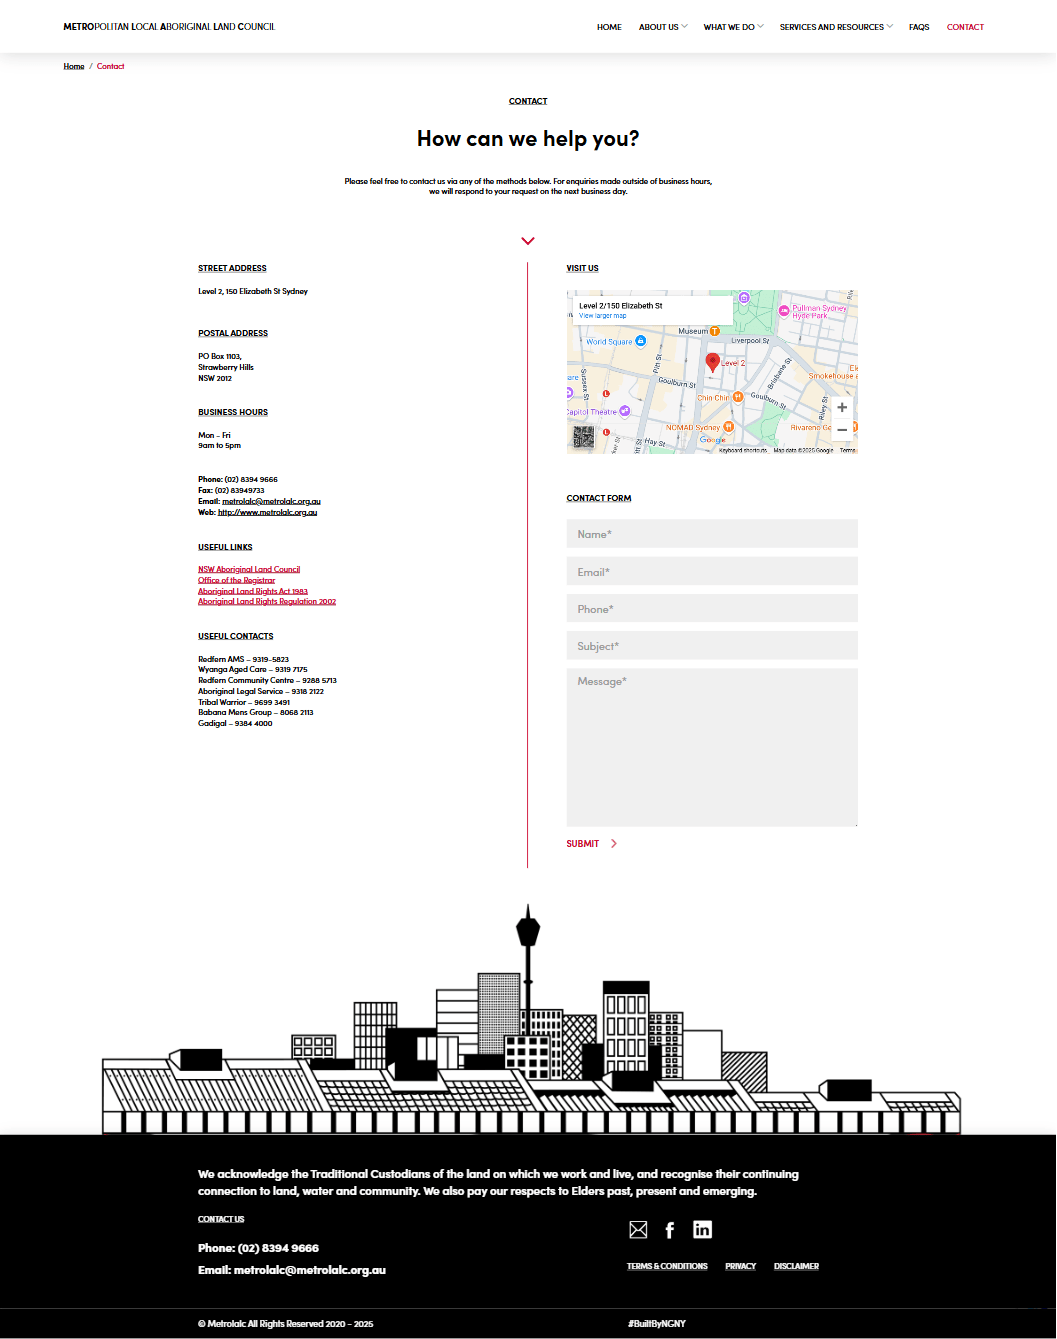 METROPOLITAN LOCAL ABORIGINAL LAND COUNCIL
HOME ABOUT US WHAT WE DO SERVICES AND RESOURCES FAQS CONTACT
Home / Contact
CONTACT
How can we help you?
Please feel free to contact us via any of the methods below. For enquiries made outside of business hours,
we will respond to your request on the next business day.
STREET ADDRESS
Level 2, 150 Elizabeth St Sydney
POSTAL ADDRESS
PO Box 1103,
Strawberry Hills
NSW 2012
BUSINESS HOURS
Mon - Fri
9am to 5pm
Phone: (02) 8394 9666
Fax: (02) 83949733
Email: metrolalc@metrolalc.org.au
Web: http://www.metrolalc.org.au
USEFUL LINKS
NSW Aboriginal Land Council
Office of the Registrar
Aboriginal Land Rights Act 1983
Aboriginal Land Rights Regulation 2002
USEFUL CONTACTS
Redfern AMS – 9319-5823
Wyanga Aged Care – 9319 7175
Redfern Community Centre – 9288 5713
Aboriginal Legal Service – 9318 2122
Tribal Warrior – 9699 3491
Babana Mens Group – 8068 2113
Gadigal – 9384 4000
VISIT US
Level 2/150 Elizabeth St
View larger map
Pullman Sydney
Hyde Park
Museum
World Square
Liverpool St
Pitt St
Level 2
Brisbane St
Smokehouse
Sussex St
Goulburn St
Chin Chin
Goulburn St
Riley St
Capitol Theatre
NOMAD Sydney
Rivareno Ge
Hay St
Google
Keyboard shortcuts Map data ©2025 Google Terms
CONTACT FORM
Name*
Email*
Phone*
Subject*
Message*
SUBMIT
We acknowledge the Traditional Custodians of the land on which we work and live, and recognise their continuing
connection to land, water and community. We also pay our respects to Elders past, present and emerging.
CONTACT US
Phone: (02) 8394 9666
Email: metrolalc@metrolalc.org.au
f in
TERMS & CONDITIONS PRIVACY DISCLAIMER
© Metrolalc All Rights Reserved 2020 – 2025
#BuiltByNGNY